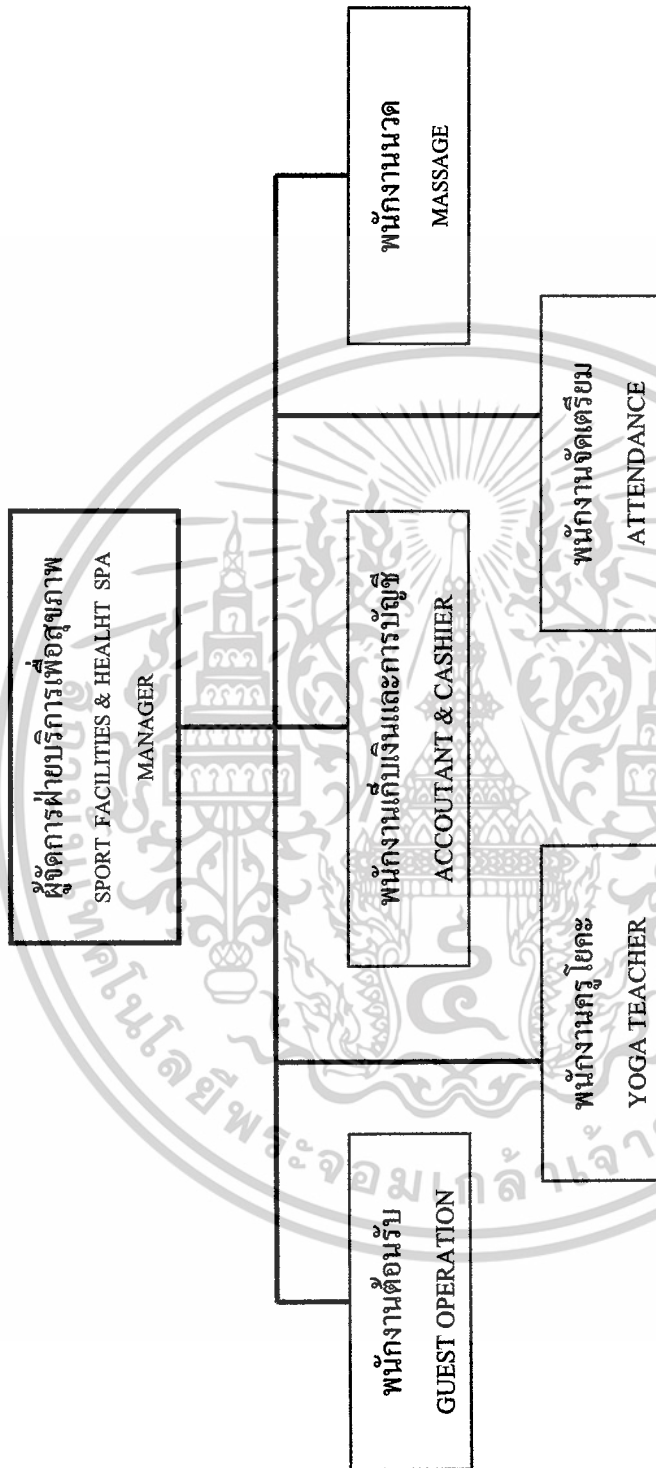 ผู้จัดการฝ่ายบริการเพื่อสุขภาพ
SPORT FACILITIES & HEALHT SPA
MANAGER
พนักงานต้อนรับ
GUEST OPERATION
พนักงานครูโยคะ
YOGA TEACHER
พนักงานเก็บเงินและการบัญชี
ACCOUTANT & CASHIER
พนักงานจัดเตรียม
ATTENDANCE
พนักงานนวด
MASSAGE